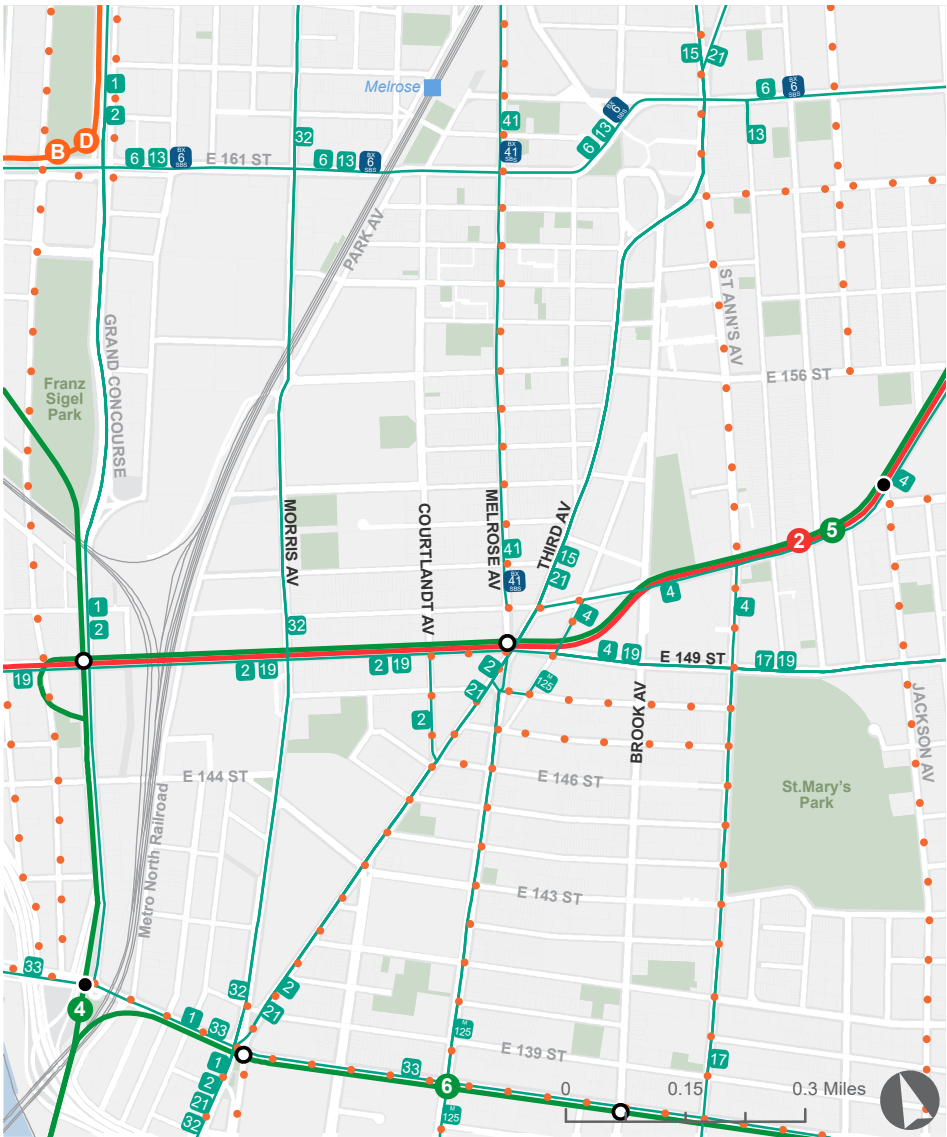 15
21
1
2
Melrose
6
BX
6
SBS
41
BX
6
SBS
6
13
32
BX
41
SBS
13
B
D
6
13
BX
6
SBS
E 161 ST
6
13
BX
6
SBS
PARK AV
ST ANN'S AV
GRAND CONCOURSE
E 156 ST
Franz
Sigel
Park
4
MORRIS AV
COURTLANDT AV
MELROSE AV
THIRD AV
2
5
41
15
BX
41
SBS
21
4
4
1
2
4
32
4
19
E 149 ST
17
19
19
2
19
2
19
2
M
125
21
JACKSON AV
BROOK AV
2
E 144 ST
E 146 ST
St.Mary's
Park
Metro North Railroad
E 143 ST
33
32
2
4
21
1
33
M
125
E 139 ST
1
33
17
6
0
0.15
0.3 Miles
2
21
32
M
125